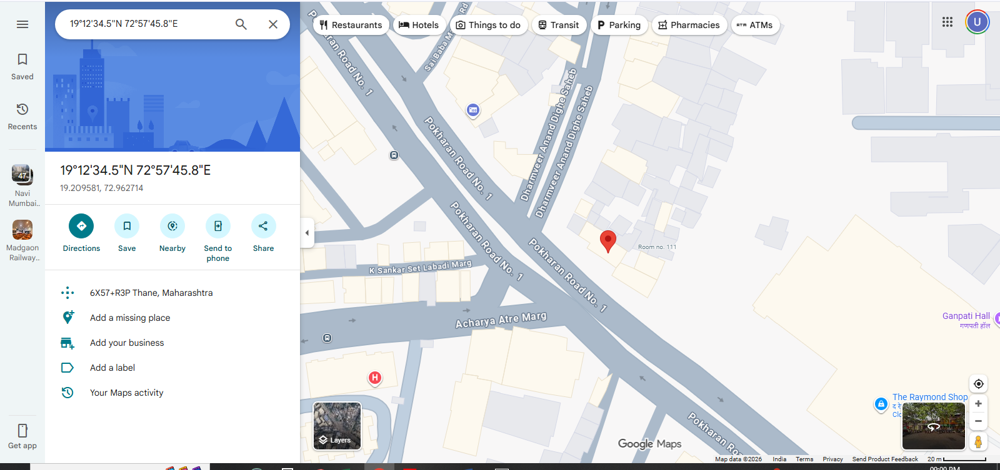 19°12'34.5"N 72°57'45.8"E
Saved
Recents
47
Navi
Mumbai..
Madgaon
Railway..
Get app
19°12'34.5"N 72°57'45.8"E
19.209581, 72.962714
Directions
Save
Nearby
Send to
phone
Share
6X57+R3P Thane, Maharashtra
Add a missing place
Add your business
Add a label
Your Maps activity
Restaurants
Hotels
Things to do
Transit
Parking
Pharmacies
ATM
ATMs
U
Pokharan Road No. 1
Sai Baba M
Rd
Pokharan Road No. 1
Dharmveer Anand Dighe Saheb
Dharmveer Anand Dighe Saheb
Pokharan Road No. 1
Pokharan Road No. 1
Room no. 111
K Sankar Set Labadi Marg
Acharya Atre Marg
Ganpati Hall
गणपती हॉल
H
The Raymond Shop
द रे
Clo
Pokharan
Layers
Google Maps
Map data ©2026
India
Terms
Privacy
Send Product Feedback
20 m